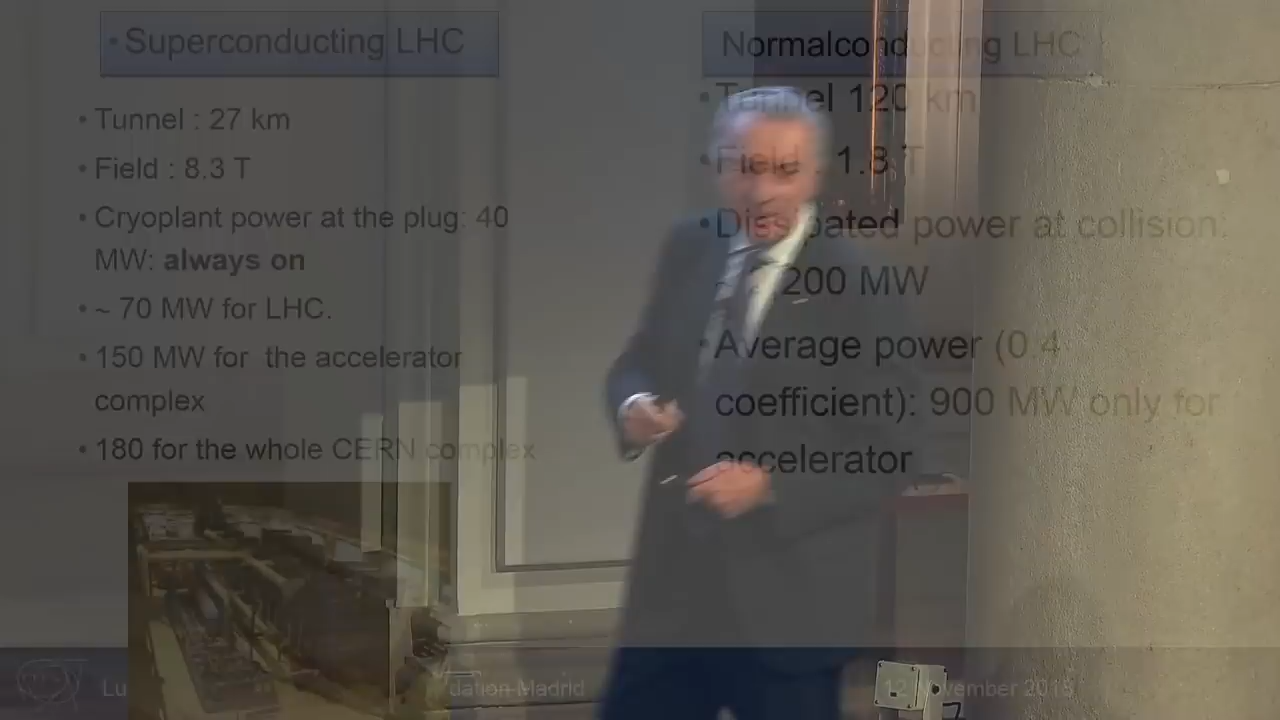 • Superconducting LHC
• Tunnel : 27 km
• Field : 8.3 T
• Cryoplant power at the plug: 40
MW: always on
• ~ 70 MW for LHC.
• 150 MW for the accelerator
complex
• 180 for the whole CERN complex
Normalconducting LHC
• Tunnel 120 km
• Field : 1.8 T
• Dissipated power at collision:
200 MW
• Average power (0.4
coefficient): 900 MW only for
accelerator
Madrid
12 November